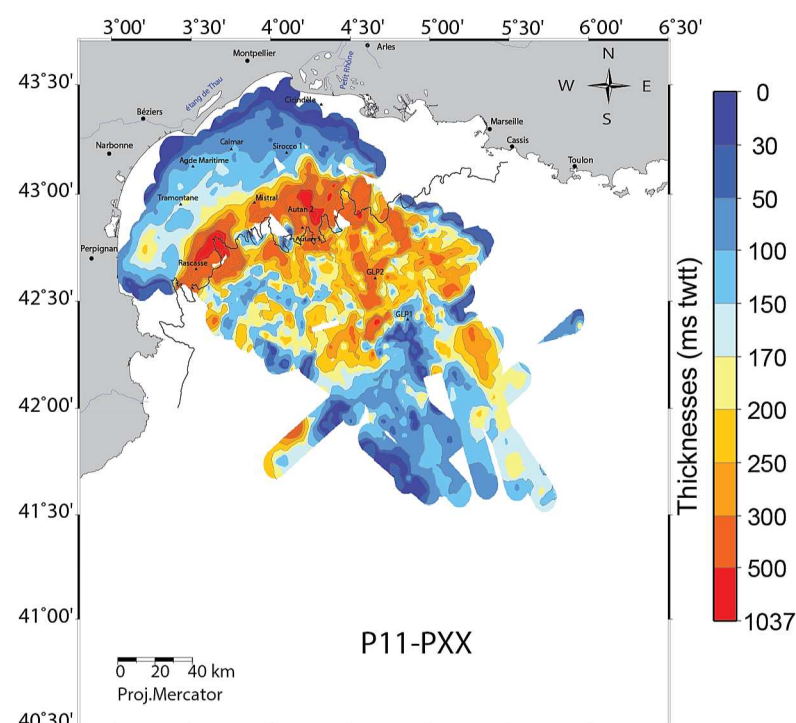 3°00' 3°30' 4°00' 4°30' 5°00' 5°30' 6°00' 6°30'
43°30'
43°00'
42°30'
42°00'
41°30'
41°00'
40°30'
Montpellier
Arles
Petit Rhône
étang de Thau
Cicindèle
Béziers
Narbonne
Marseille
Cassis
Toulon
Calmar
Sirocco 1
Agde Maritime
Tramontane
Mistral
Autan 2
Autan 1
Perpignan
Rascasse
GLP2
GLP1
N
W E
S
Thicknesses (ms twtt)
0
30
50
100
150
170
200
250
300
500
1037
P11-PXX
0 20 40 km
Proj.Mercator